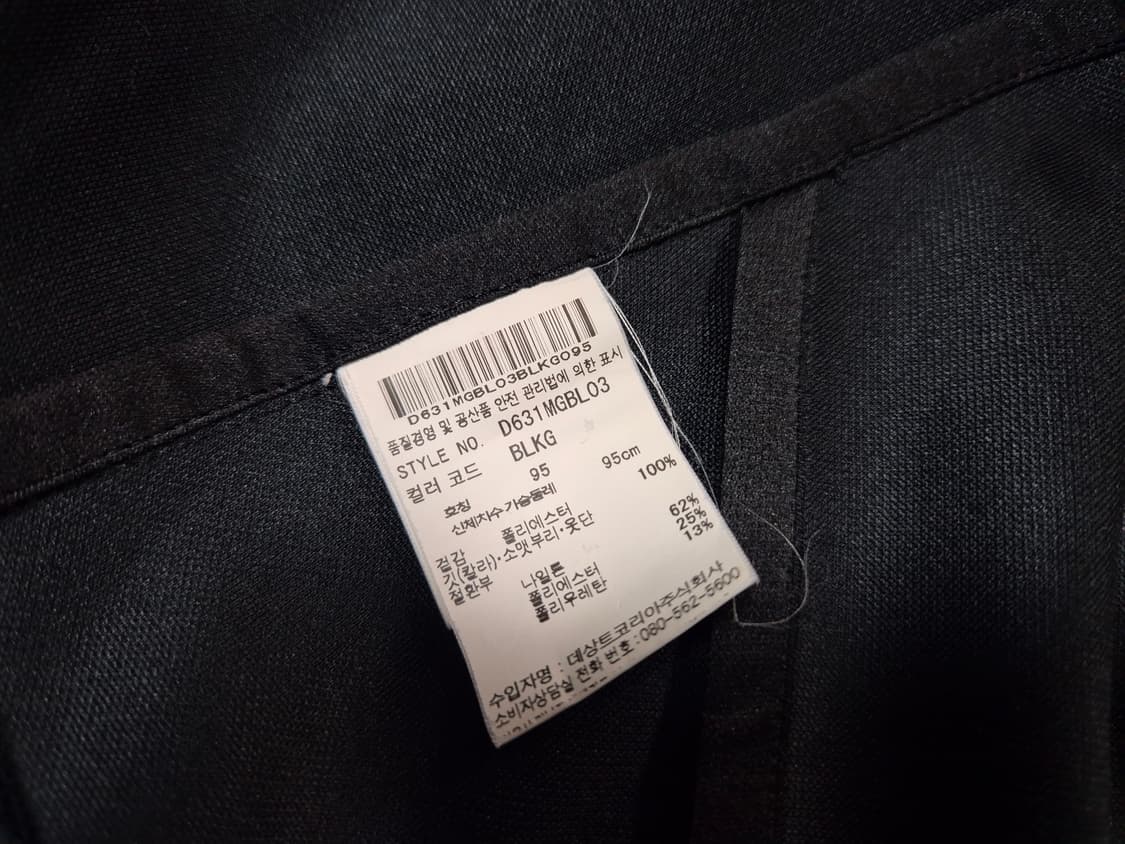 D631MGBL03BLKG095
품질경영 및 공산품 안전 관리법에 의한 표시
STYLE NO. D631MGBL03
컬러 코드 BLKG
호칭 95
신체치수 가슴둘레 95cm
겉감 폴리에스터 100%
깃(칼라)·소맷부리·옷단
절환부 나일론 62%
폴리에스터 25%
폴리우레탄 13%
수입자명 : 데상트코리아주식회사
소비자상담실 전화 번호:080-562-5600